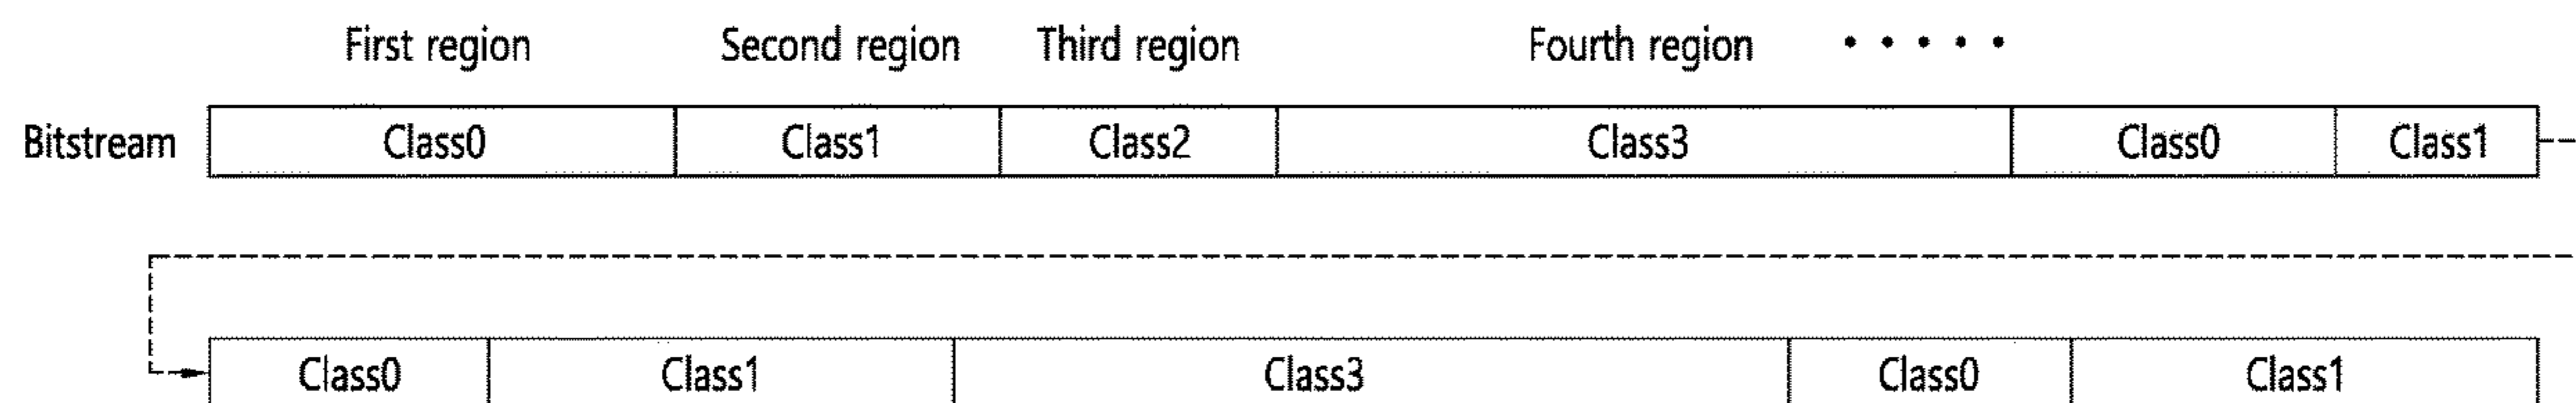 First region Second region Third region Fourth region • • • • •
Bitstream Class0 Class1 Class2 Class3 Class0 Class1
Class0 Class1 Class3 Class0 Class1